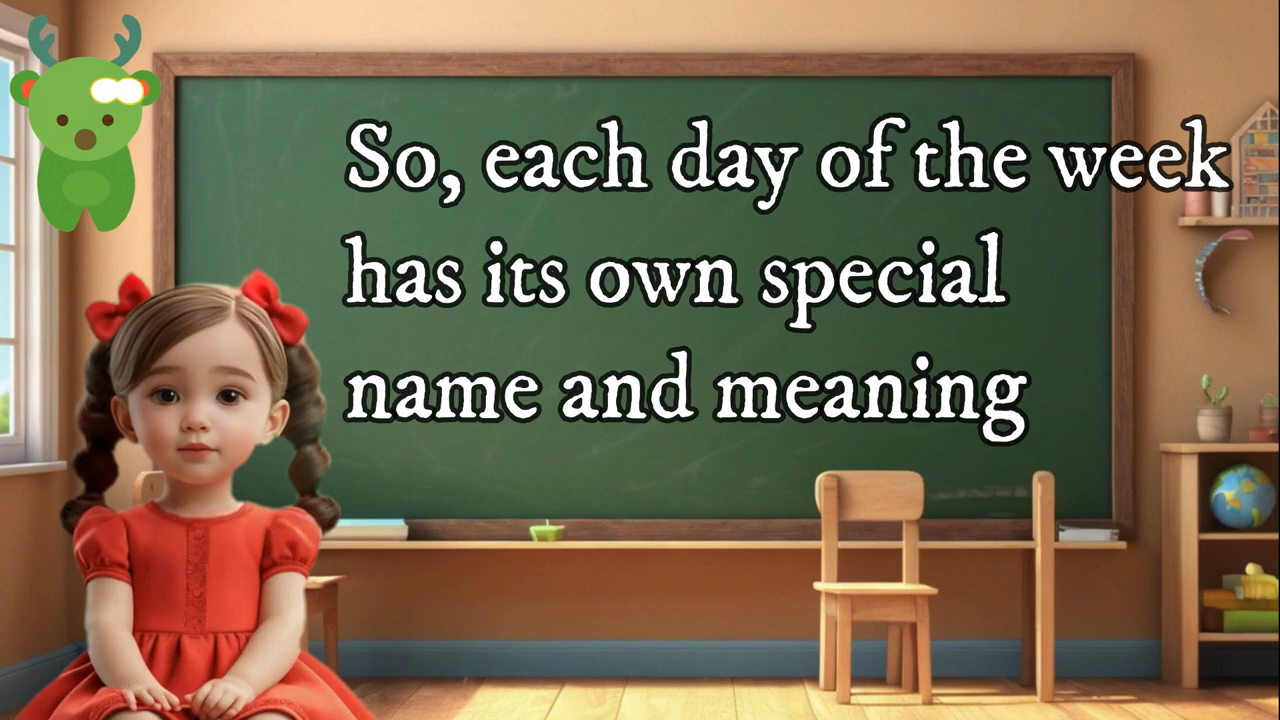 So, each day of the week
has its own special
name and meaning